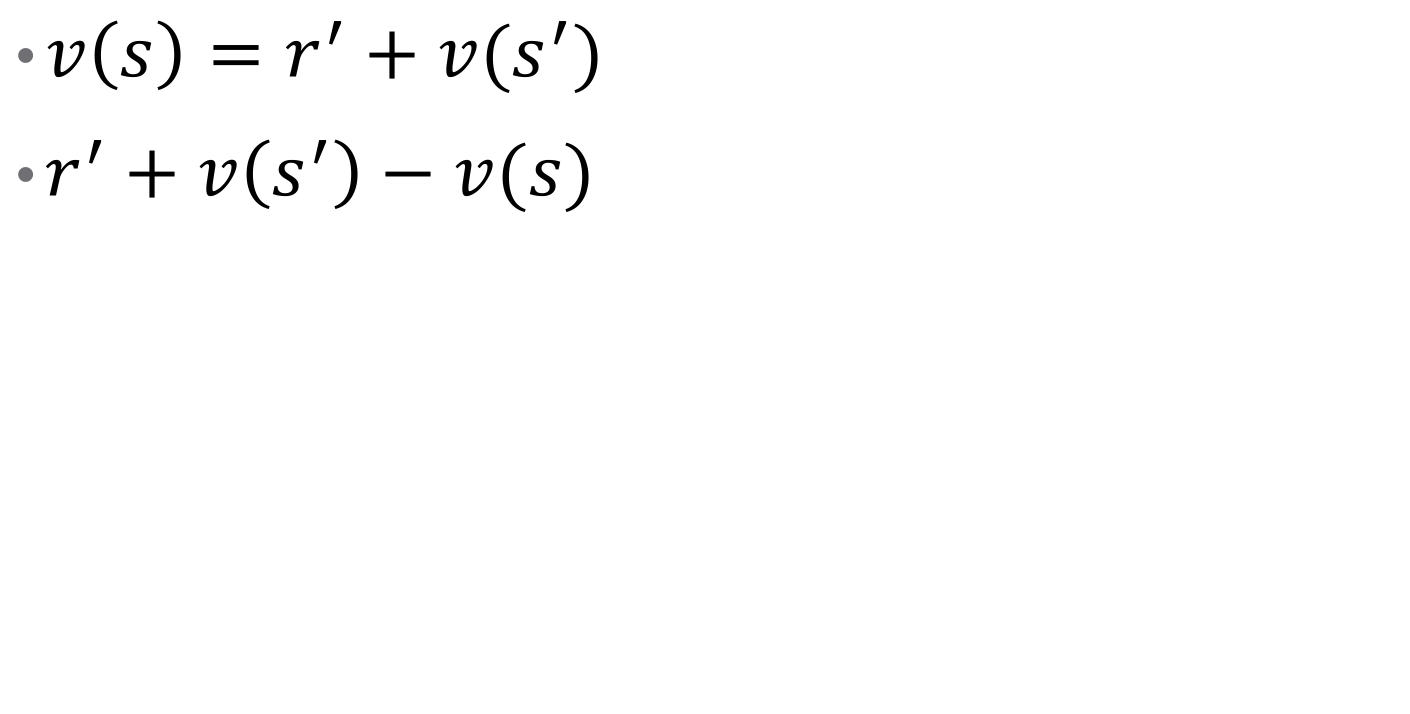 • v(s) = r′ + v(s′)
• r′ + v(s′) − v(s)